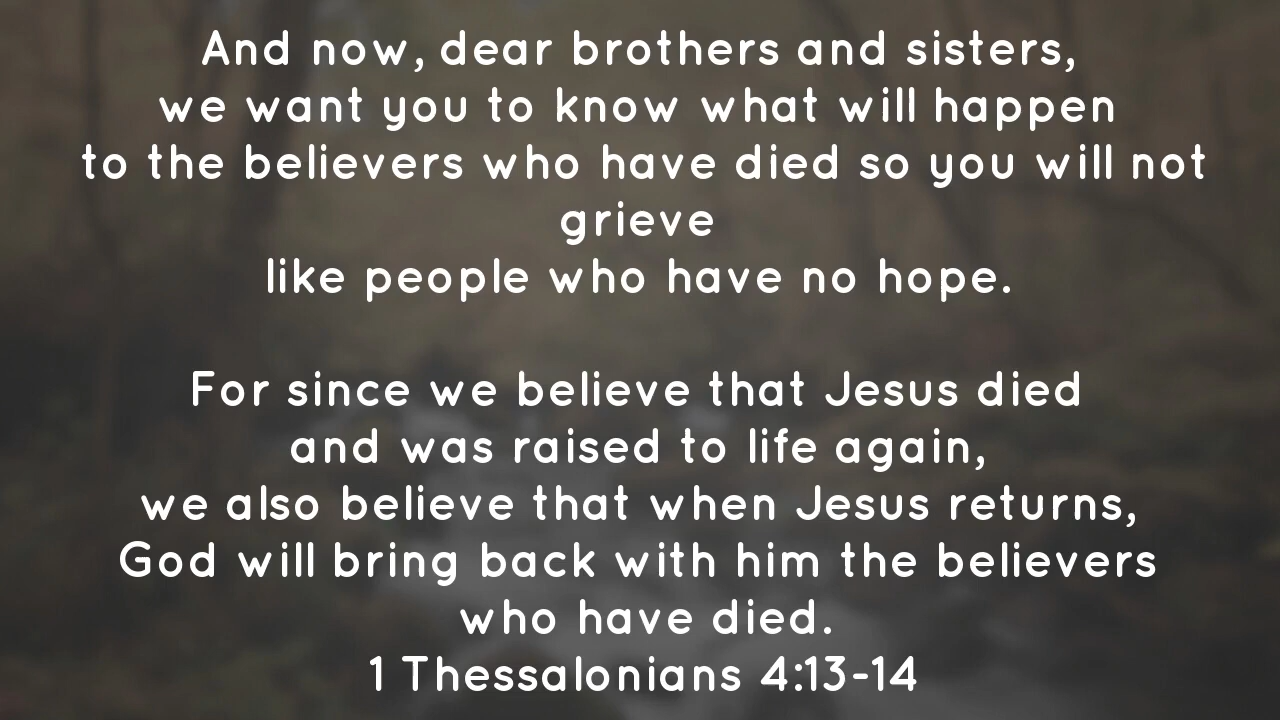 And now, dear brothers and sisters,
we want you to know what will happen
to the believers who have died so you will not
grieve
like people who have no hope.
For since we believe that Jesus died
and was raised to life again,
we also believe that when Jesus returns,
God will bring back with him the believers
who have died.
1 Thessalonians 4:13-14